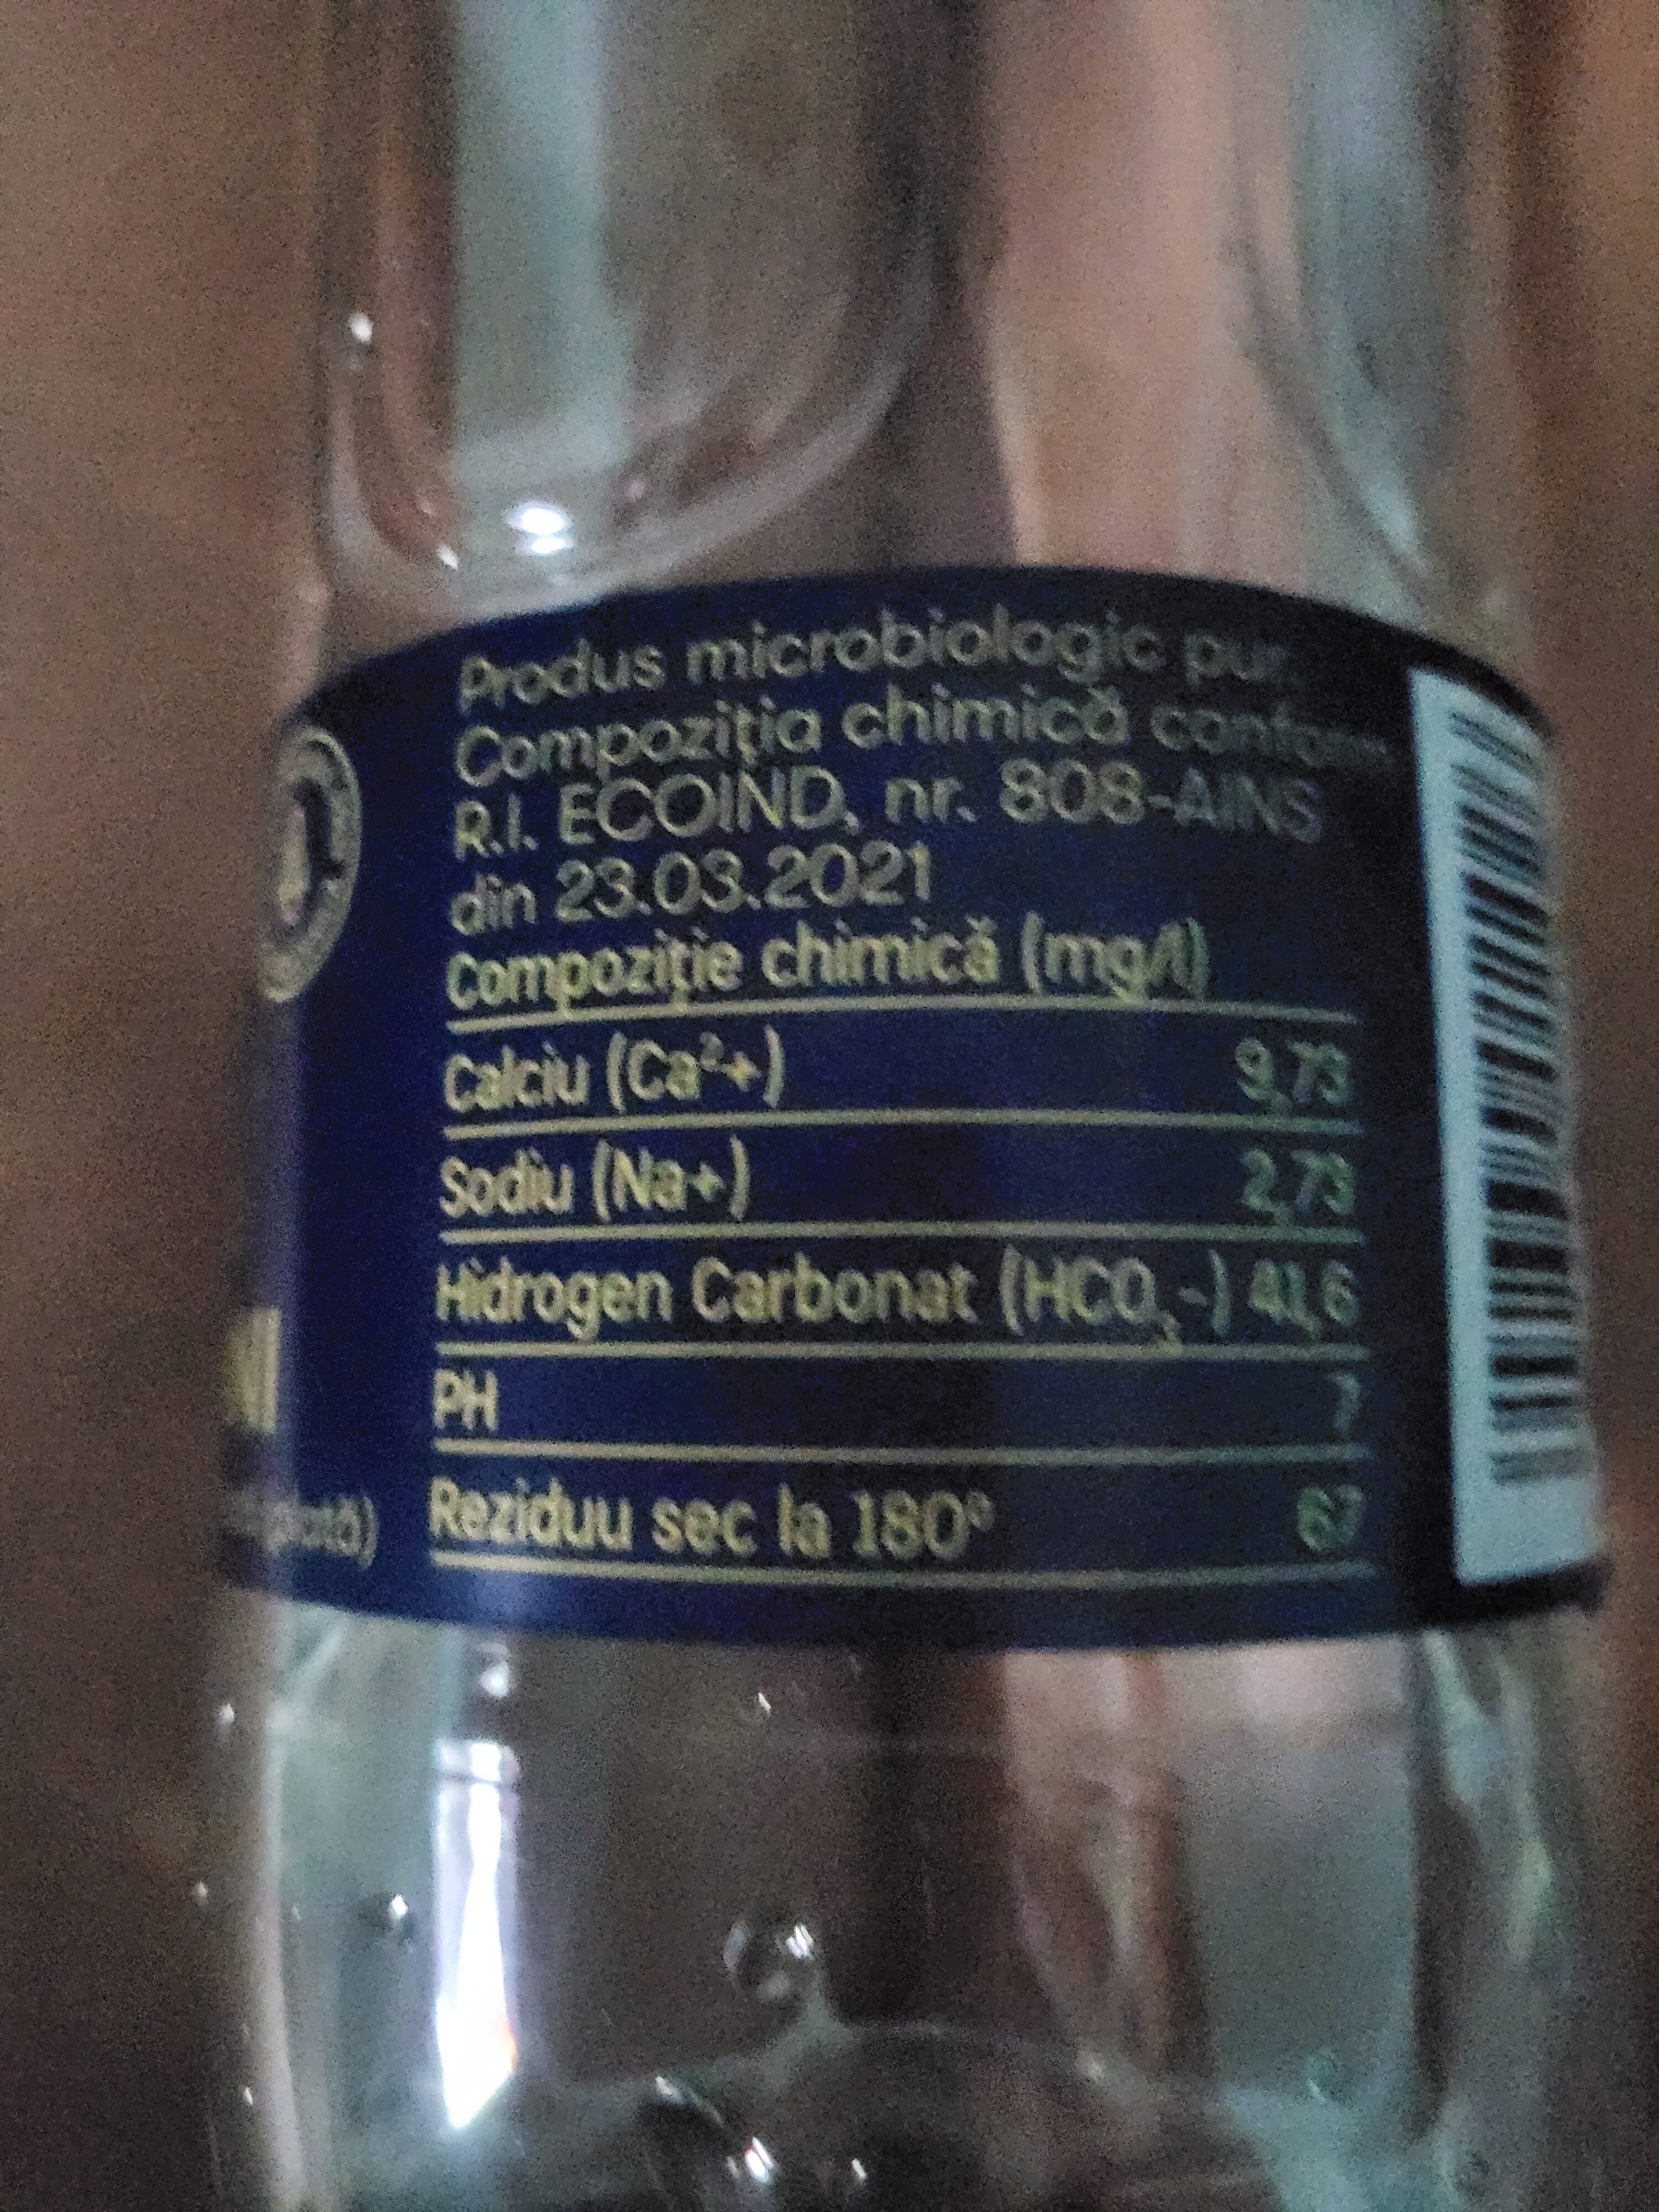 Produs microbiologic pur.
Compoziția chimică conform
R.I. ECOIND, nr. 808-AINS
din 23.03.2021
Compoziție chimică (mg/l)
Calciu (Ca²+) 9,73
Sodiu (Na+) 2,73
Hidrogen Carbonat (HCO₃-) 41,6
PH 7
Reziduu sec la 180° 67